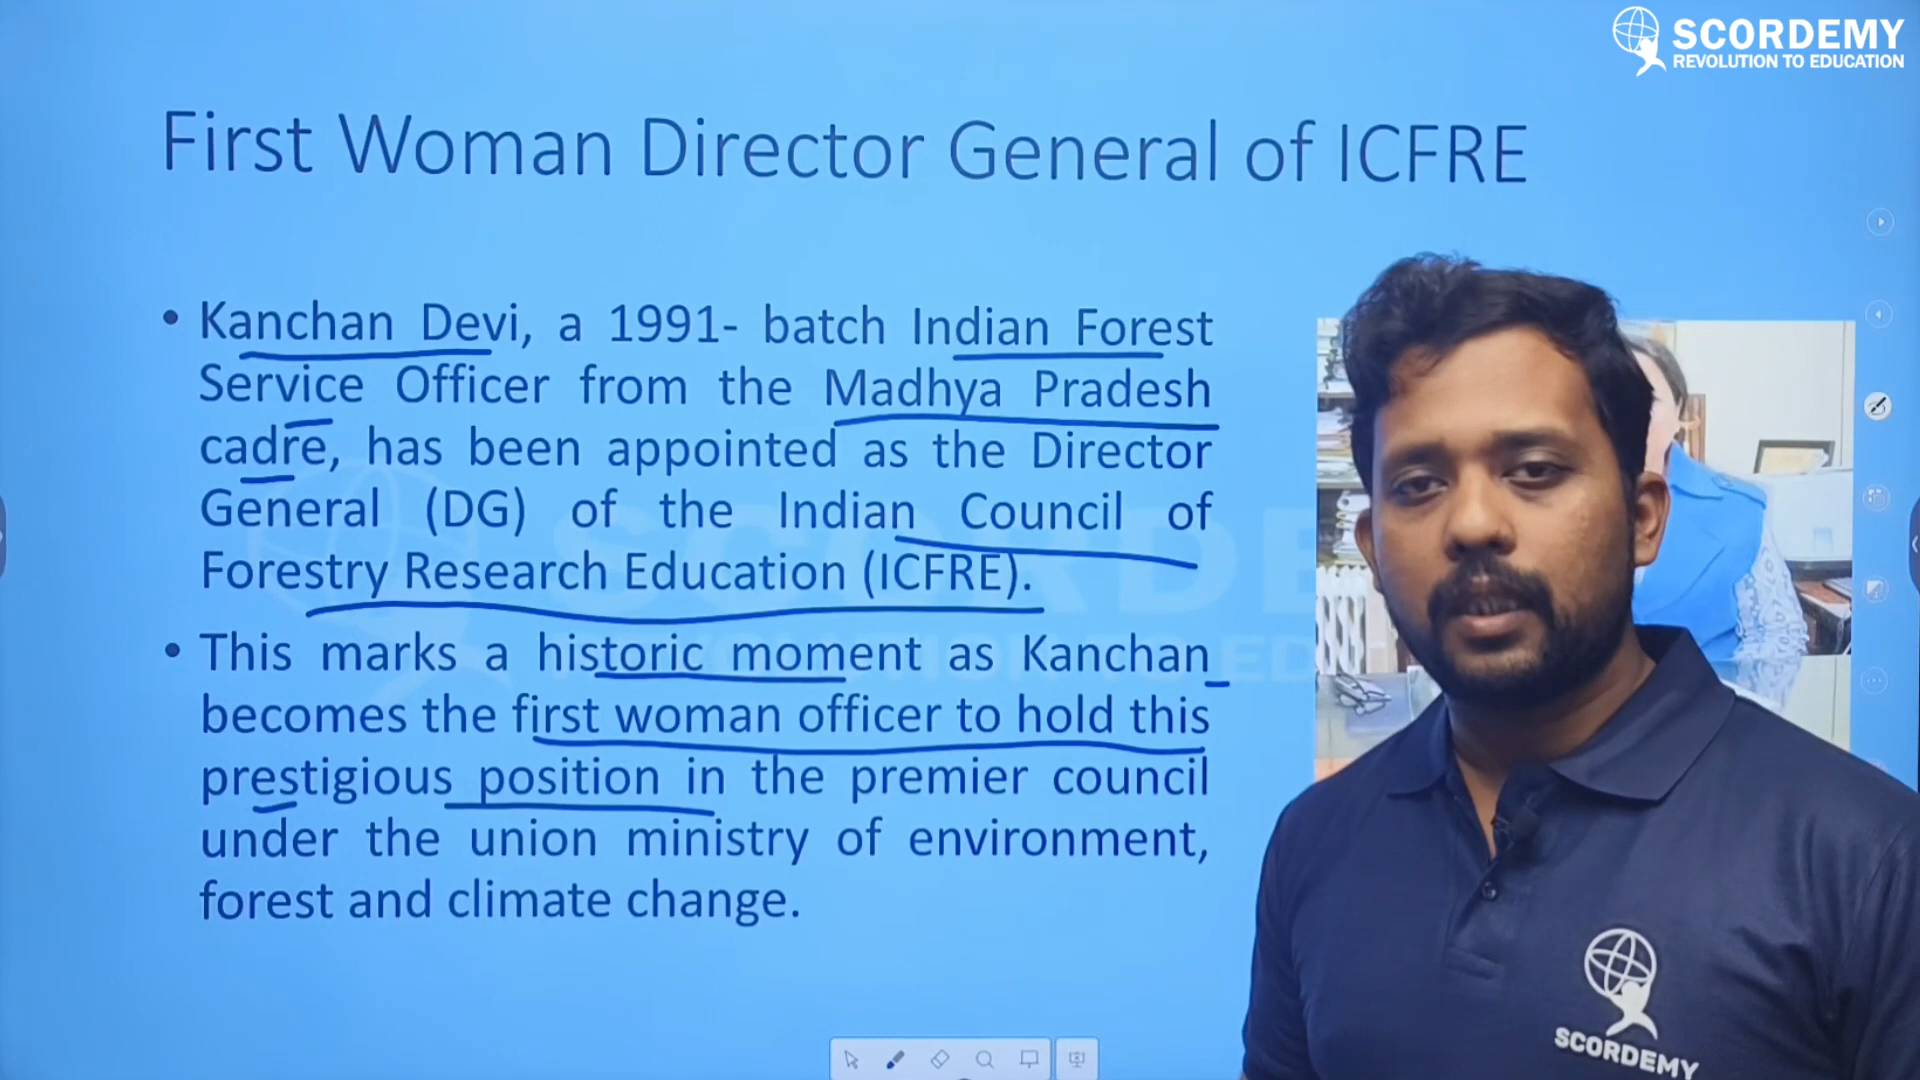 SCORDEMY
REVOLUTION TO EDUCATION
First Woman Director General of ICFRE
• Kanchan Devi, a 1991- batch Indian Forest
Service Officer from the Madhya Pradesh
cadre, has been appointed as the Director
General (DG) of the Indian Council of
Forestry Research Education (ICFRE).
• This marks a historic moment as Kanchan
becomes the first woman officer to hold this
prestigious position in the premier council
under the union ministry of environment,
forest and climate change.
SCORDEMY